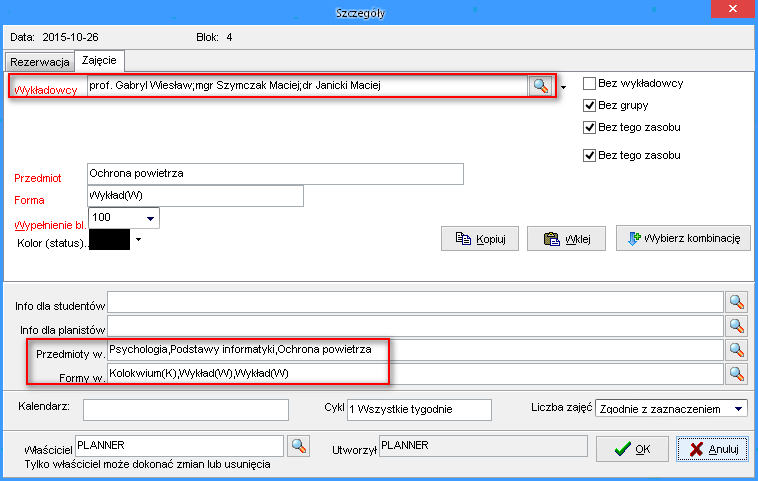 Szczegóły
Data: 2015-10-26 Blok: 4
Rezerwacja Zajęcie
Wykładowcy prof. Gabryl Wiesław;mgr Szymczak Maciej;dr Janicki Maciej
Bez wykładowcy
Bez grupy
Bez tego zasobu
Bez tego zasobu
Przedmiot Ochrona powietrza
Forma Wykład(W)
Wypełnienie bl. 100
Kolor (status)..
Kopiuj Wklej Wybierz kombinację
Info dla studentów
Info dla planistów
Przedmioty w. Psychologia,Podstawy informatyki,Ochrona powietrza
Formy w. Kolokwium(K),Wykład(W),Wykład(W)
Kalendarz: Cykl 1 Wszystkie tygodnie Liczba zajęć Zgodnie z zaznaczeniem
Właściciel PLANNER Utworzył PLANNER OK Anuluj
Tylko właściciel może dokonać zmian lub usunięcia